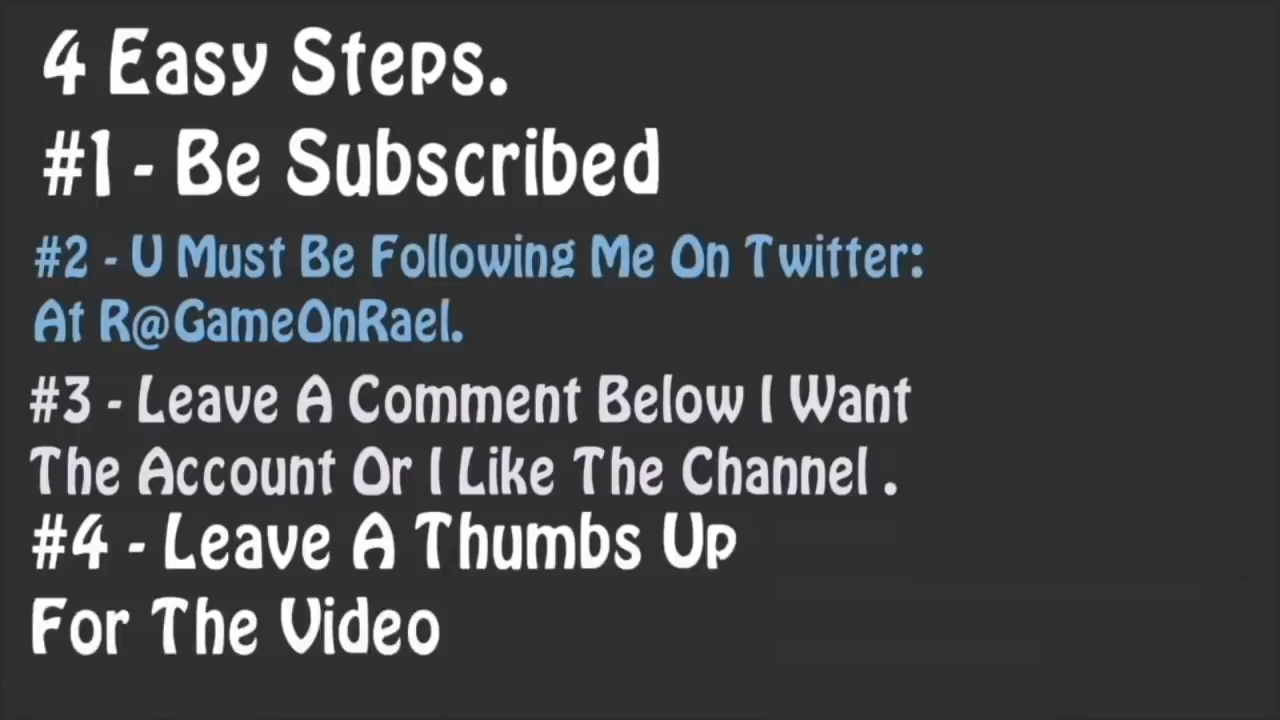 4 Easy Steps.
#1 - Be Subscribed
#2 - U Must Be Following Me On Twitter:
At R@GameOnRael.
#3 - Leave A Comment Below I Want
The Account Or I Like The Channel .
#4 - Leave A Thumbs Up
For The Video